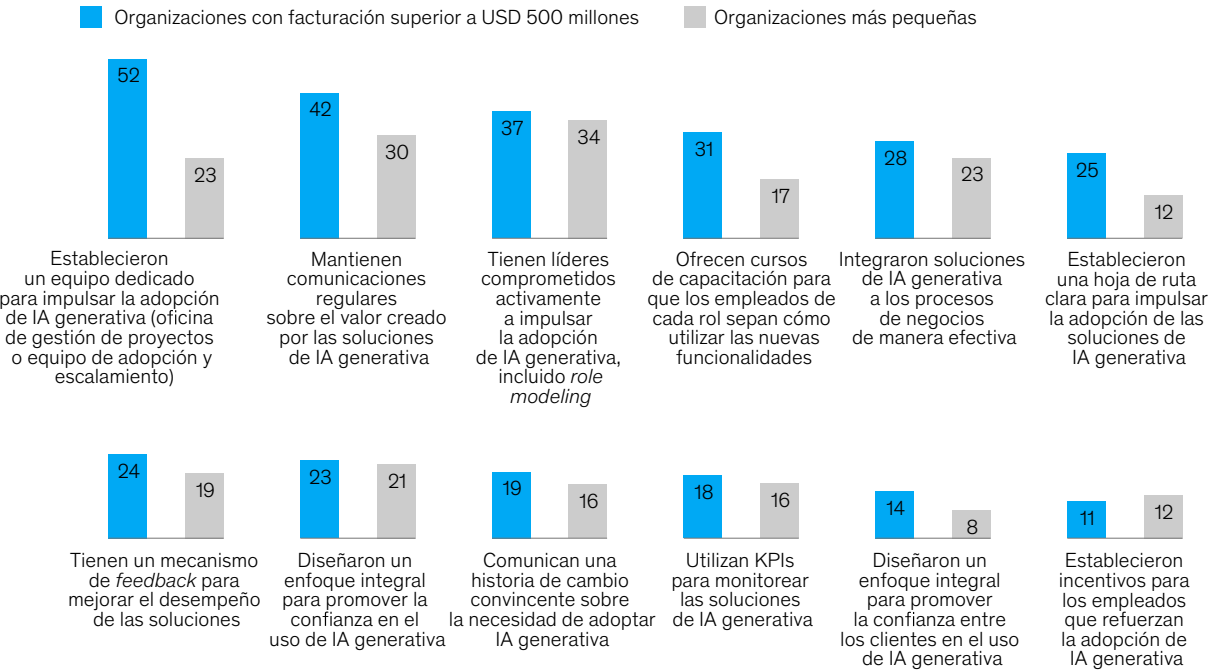 Organizaciones con facturación superior a USD 500 millones
Organizaciones más pequeñas
52
23
Establecieron
un equipo dedicado
para impulsar la adopción
de IA generativa (oficina
de gestión de proyectos
o equipo de adopción y
escalamiento)
42
30
Mantienen
comunicaciones
regulares
sobre el valor creado
por las soluciones
de IA generativa
37
34
Tienen líderes
comprometidos
activamente
a impulsar
la adopción
de IA generativa,
incluido role
modeling
31
17
Ofrecen cursos
de capacitación para
que los empleados de
cada rol sepan cómo
utilizar las nuevas
funcionalidades
28
23
Integraron soluciones
de IA generativa
a los procesos
de negocios
de manera efectiva
25
12
Establecieron
una hoja de ruta
clara para impulsar
la adopción de las
soluciones de
IA generativa
24
19
Tienen un mecanismo
de feedback para
mejorar el desempeño
de las soluciones
23
21
Diseñaron un
enfoque integral
para promover la
confianza en el
uso de IA generativa
19
16
Comunican una
historia de cambio
convincente sobre
la necesidad de adoptar
IA generativa
18
16
Utilizan KPIs
para monitorear
las soluciones
de IA generativa
14
8
Diseñaron un
enfoque integral
para promover
la confianza entre
los clientes en el uso
de IA generativa
11
12
Establecieron
incentivos para
los empleados
que refuerzan
la adopción de
IA generativa